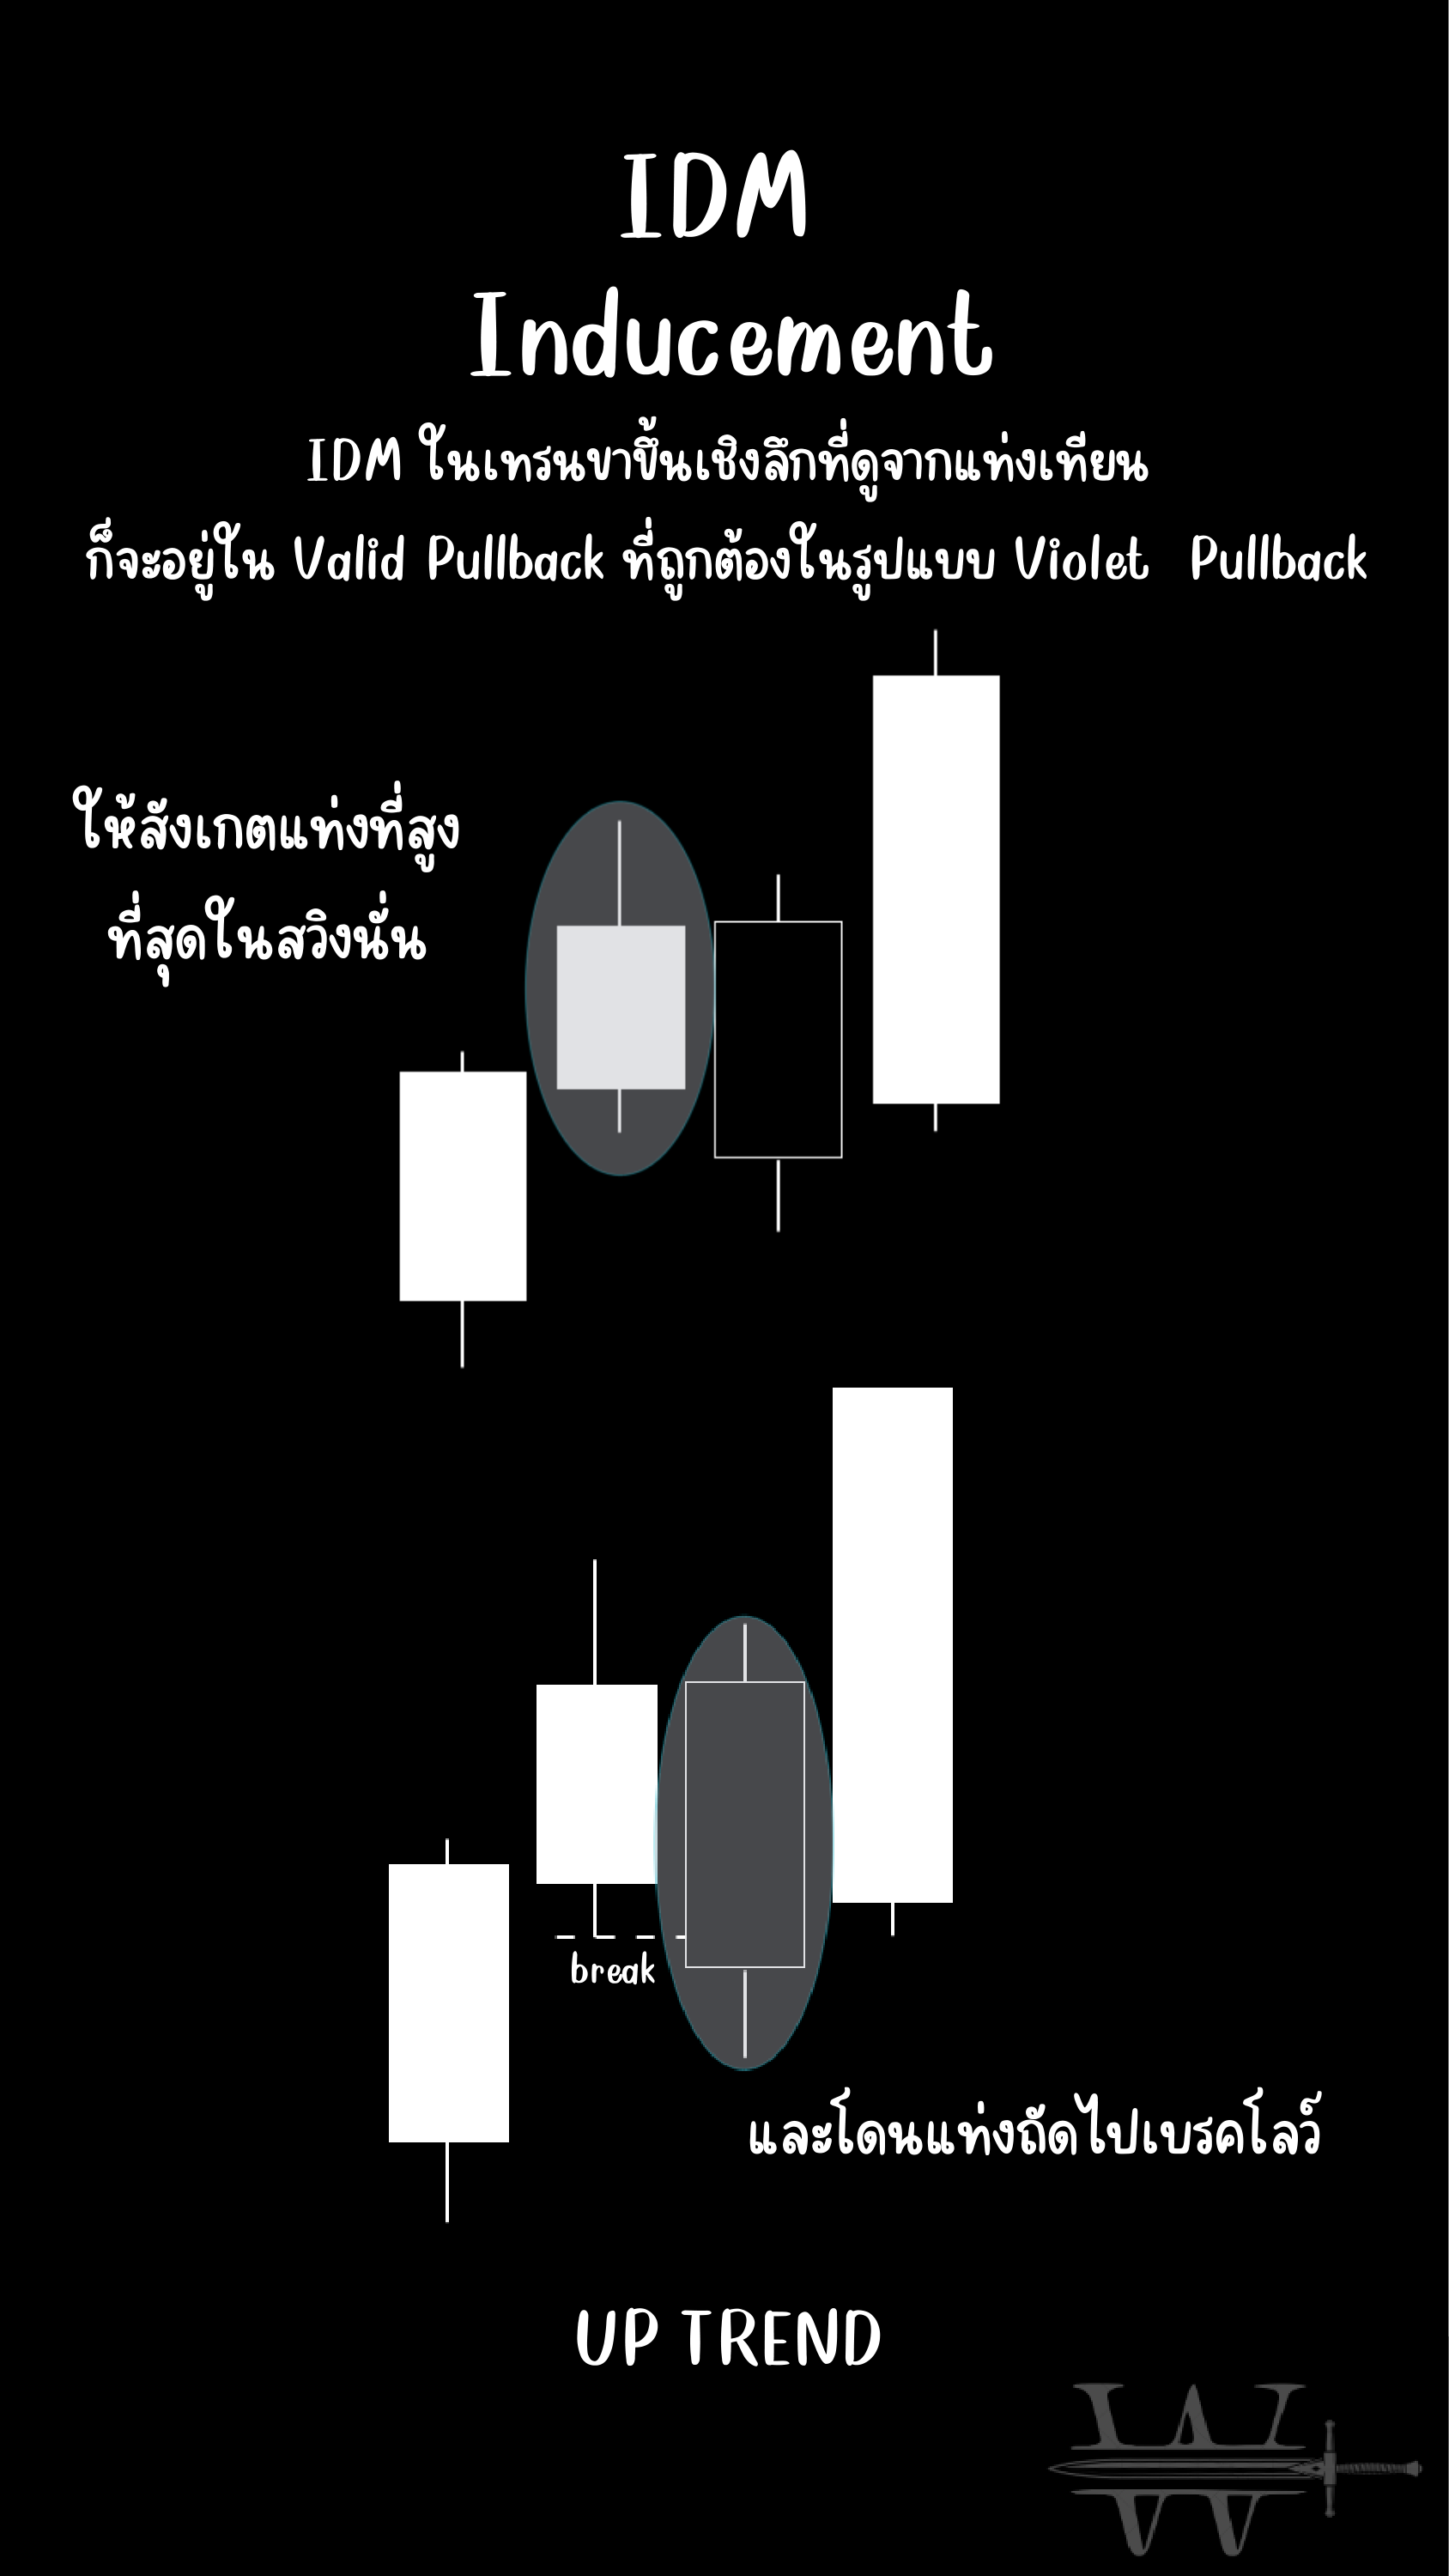 IDM
Inducement
IDM ในเทรนขาขึ้นเชิงลึกที่ดูจากแท่งเทียน
ก็จะอยู่ใน Valid Pullback ที่ถูกต้องในรูปแบบ Violet Pullback
ให้สังเกตแท่งที่สูง
ที่สุดในสวิงนั่น
break
และโดนแท่งถัดไปเบรคโลว์
UP TREND
W